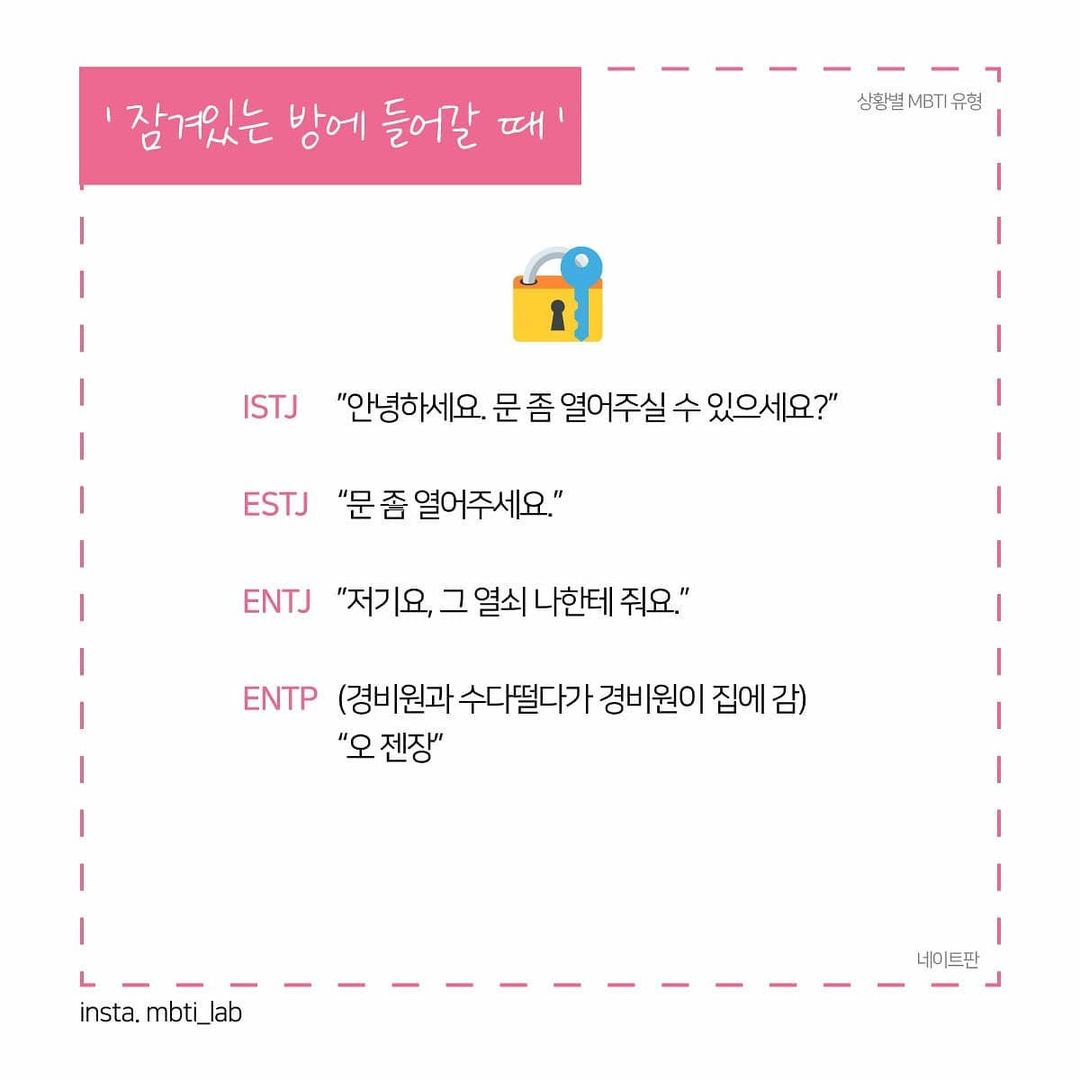 '잠겨있는 방에 들어갈 때'
상황별 MBTI 유형
ISTJ "안녕하세요. 문 좀 열어주실 수 있으세요?"
ESTJ “문 좀 열어주세요.”
ENTJ "저기요, 그 열쇠 나한테 줘요."
ENTP (경비원과 수다떨다가 경비원이 집에 감)
“오 젠장”
네이트판
insta. mbti_lab